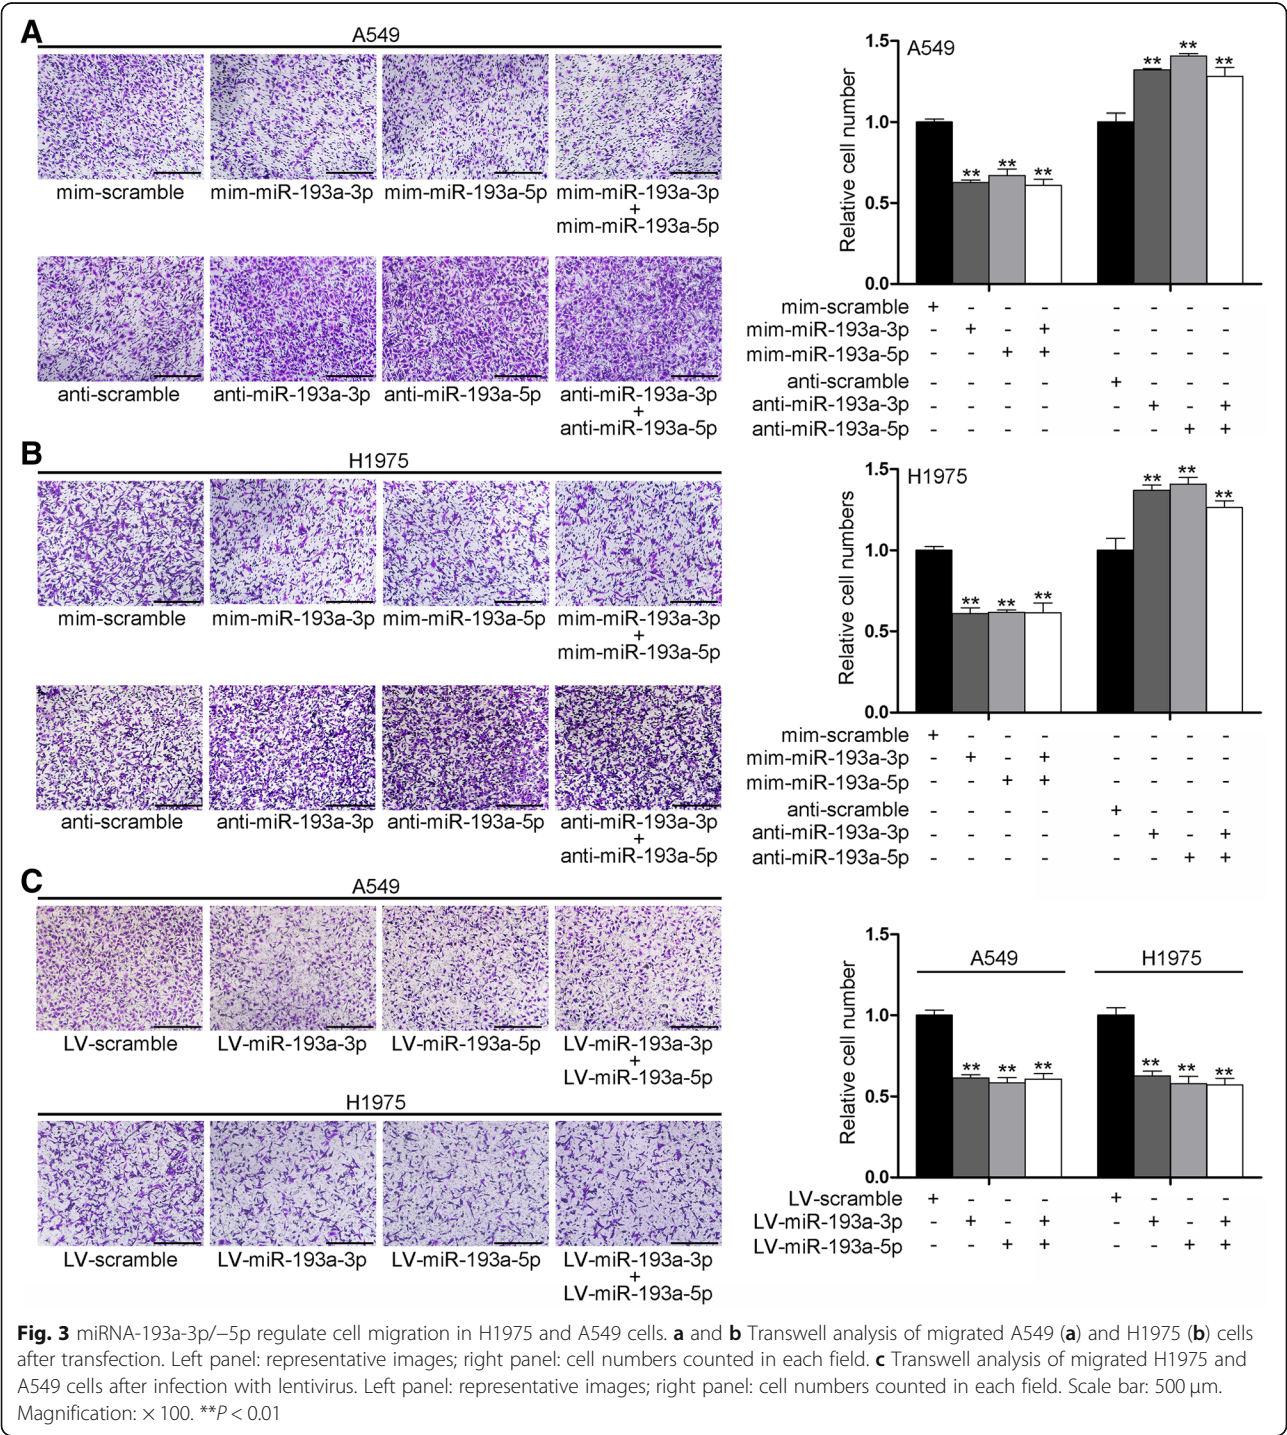 A
A549
mim-scramble mim-miR-193a-3p mim-miR-193a-5p mim-miR-193a-3p
+
mim-miR-193a-5p
anti-scramble anti-miR-193a-3p anti-miR-193a-5p anti-miR-193a-3p
+
anti-miR-193a-5p
A549
Relative cell number
1.5
1.0
0.5
0.0
** ** ** ** ** **
mim-scramble + - - - - - - -
mim-miR-193a-3p - + - + - - - -
mim-miR-193a-5p - - + + - - - -
anti-scramble - - - - + - - -
anti-miR-193a-3p - - - - - + - +
anti-miR-193a-5p - - - - - - + +
B
H1975
mim-scramble mim-miR-193a-3p mim-miR-193a-5p mim-miR-193a-3p
+
mim-miR-193a-5p
anti-scramble anti-miR-193a-3p anti-miR-193a-5p anti-miR-193a-3p
+
anti-miR-193a-5p
H1975
Relative cell numbers
1.5
1.0
0.5
0.0
** ** ** ** ** **
mim-scramble + - - - - - - -
mim-miR-193a-3p - + - + - - - -
mim-miR-193a-5p - - + + - - - -
anti-scramble - - - - + - - -
anti-miR-193a-3p - - - - - + - +
anti-miR-193a-5p - - - - - - + +
C
A549
LV-scramble LV-miR-193a-3p LV-miR-193a-5p LV-miR-193a-3p
+
LV-miR-193a-5p
H1975
LV-scramble LV-miR-193a-3p LV-miR-193a-5p LV-miR-193a-3p
+
LV-miR-193a-5p
A549 H1975
Relative cell number
1.5
1.0
0.5
0.0
** ** ** ** ** **
LV-scramble + - - - + - - -
LV-miR-193a-3p - + - + - + - +
LV-miR-193a-5p - - + + - - + +
Fig. 3 miRNA-193a-3p/−5p regulate cell migration in H1975 and A549 cells. a and b Transwell analysis of migrated A549 (a) and H1975 (b) cells
after transfection. Left panel: representative images; right panel: cell numbers counted in each field. c Transwell analysis of migrated H1975 and
A549 cells after infection with lentivirus. Left panel: representative images; right panel: cell numbers counted in each field. Scale bar: 500 μm.
Magnification: × 100. **P < 0.01